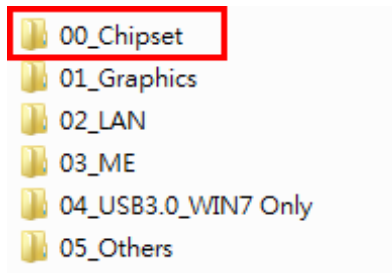 00_Chipset
01_Graphics
02_LAN
03_ME
04_USB3.0_WIN7 Only
05_Others